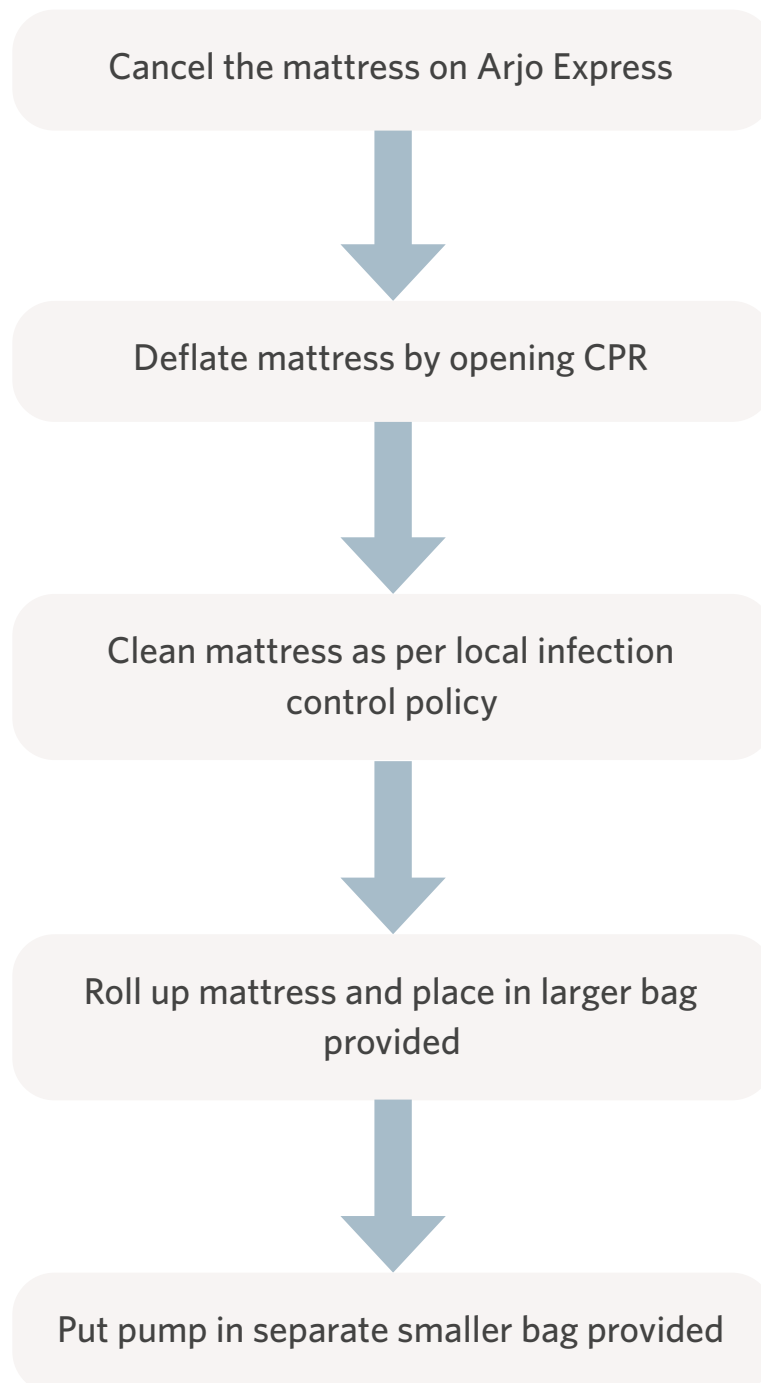 Cancel the mattress on Arjo Express
Deflate mattress by opening CPR
Clean mattress as per local infection
control policy
Roll up mattress and place in larger bag
provided
Put pump in separate smaller bag provided